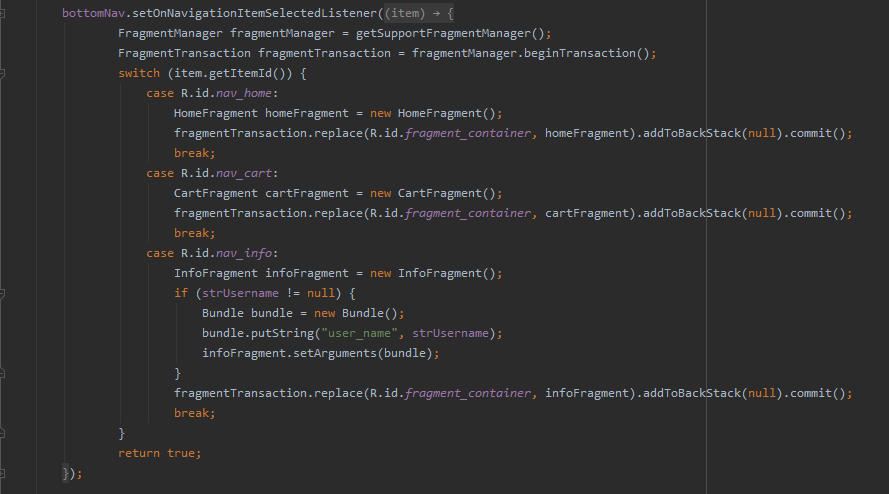 bottomNav.setOnNavigationItemSelectedListener((item) → {
FragmentManager fragmentManager = getSupportFragmentManager();
FragmentTransaction fragmentTransaction = fragmentManager.beginTransaction();
switch (item.getItemId()) {
case R.id.nav_home:
HomeFragment homeFragment = new HomeFragment();
fragmentTransaction.replace(R.id.fragment_container, homeFragment).addToBackStack(null).commit();
break;
case R.id.nav_cart:
CartFragment cartFragment = new CartFragment();
fragmentTransaction.replace(R.id.fragment_container, cartFragment).addToBackStack(null).commit();
break;
case R.id.nav_info:
InfoFragment infoFragment = new InfoFragment();
if (strUsername != null) {
Bundle bundle = new Bundle();
bundle.putString("user_name", strUsername);
infoFragment.setArguments(bundle);
}
fragmentTransaction.replace(R.id.fragment_container, infoFragment).addToBackStack(null).commit();
break;
}
return true;
});